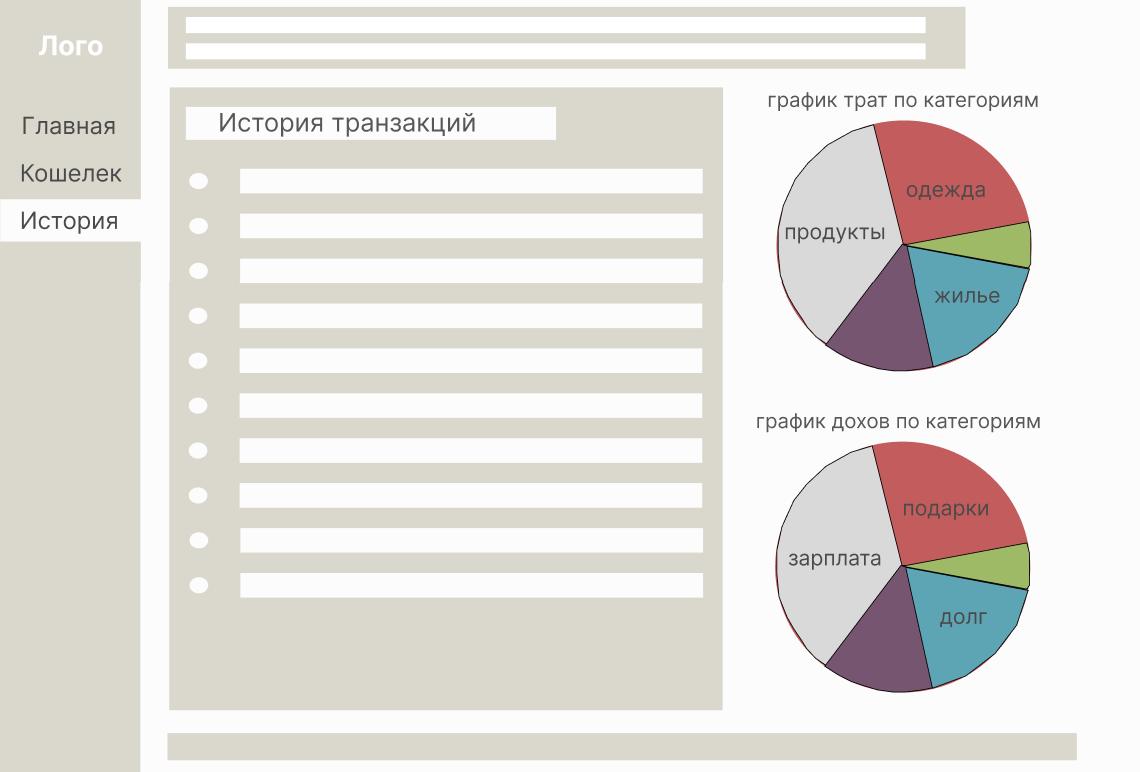 Лого
Главная
Кошелек
История
История транзакций
график трат по категориям
одежда
продукты
жилье
график дохов по категориям
подарки
зарплата
долг